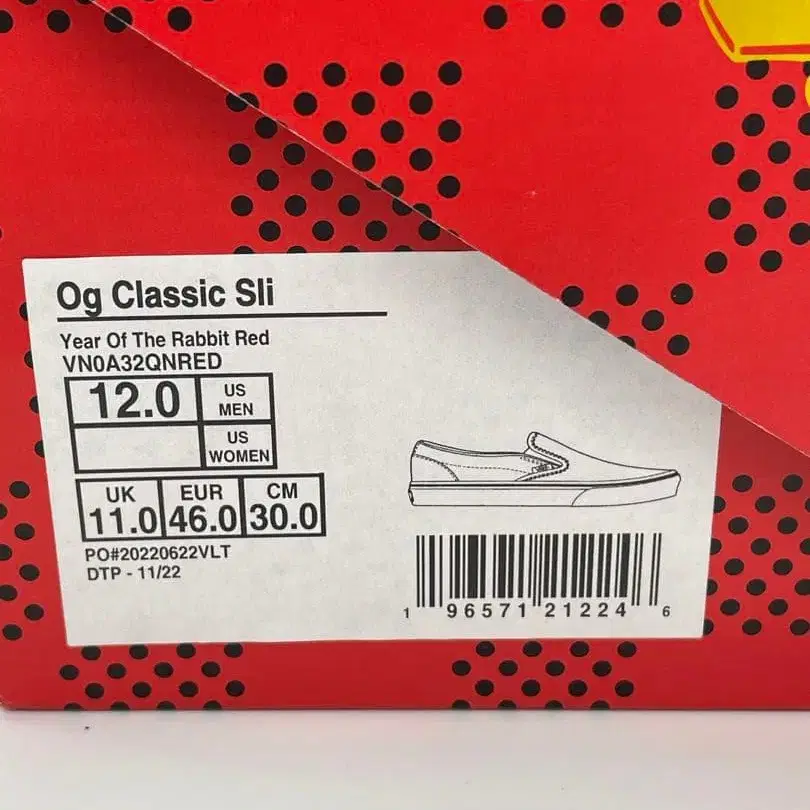 Og Classic Sli
Year Of The Rabbit Red
VN0A32QNRED
12.0 US MEN
US WOMEN
UK EUR CM
11.0 46.0 30.0
PO#20220622VLT
DTP - 11/22
1 96571 21224 6